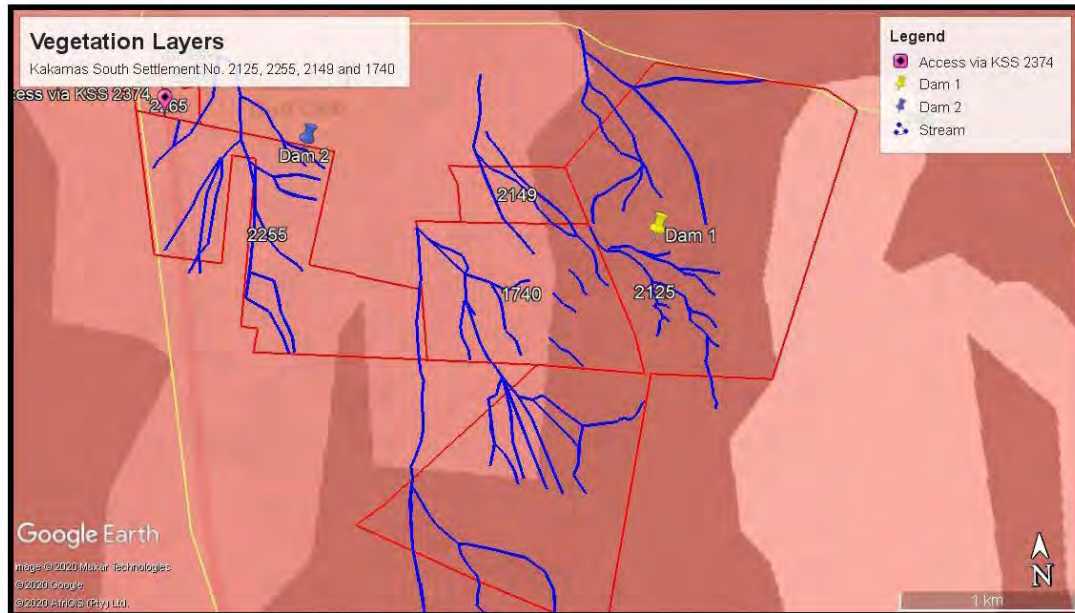 Vegetation Layers
Kakamas South Settlement No. 2125, 2255, 2149 and 1740
Legend
Access via KSS 2374
Dam 1
Dam 2
Stream
cess via KSS 2374
Dam 2
2149
2255
Dam 1
1740
2125
Google Earth
mage © 2020 Maxar Technologies
© 2020 Google
© 2020 AfriGIS (Pty) Ltd.
N
1 km